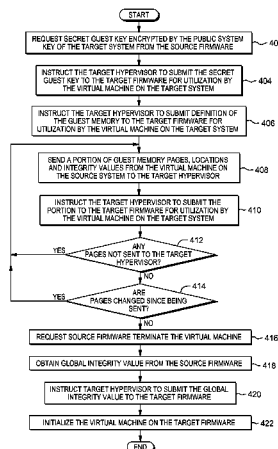 START
REQUEST SECRET GUEST KEY ENCRYPTED BY THE PUBLIC SYSTEM
KEY OF THE TARGET SYSTEM FROM THE SOURCE FIRMWARE
40
INSTRUCT THE TARGET HYPERVISOR TO SUBMIT THE SECRET
GUEST KEY TO THE TARGET FIRMWARE FOR UTILIZATION BY THE
VIRTUAL MACHINE ON THE TARGET SYSTEM
404
INSTRUCT THE TARGET HYPERVISOR TO SUBMIT DEFINITION OF
THE GUEST MEMORY TO THE TARGET FIRMWARE FOR
UTILIZATION BY THE VIRTUAL MACHINE ON THE TARGET SYSTEM
406
SEND A PORTION OF GUEST MEMORY PAGES, LOCATIONS
AND INTEGRITY VALUES FROM THE VIRTUAL MACHINE ON THE
SOURCE SYSTEM TO THE TARGET HYPERVISOR
408
INSTRUCT THE TARGET HYPERVISOR TO SUBMIT THE
PORTION TO THE TARGET FIRMWARE FOR UTILIZATION BY
THE VIRTUAL MACHINE ON THE TARGET SYSTEM
410
YES
ANY
PAGES NOT SENT TO THE TARGET
HYPERVISOR?
412
NO
YES
ARE
PAGES CHANGED SINCE BEING
SENT?
414
NO
REQUEST SOURCE FIRMWARE TERMINATE THE VIRTUAL MACHINE
416
OBTAIN GLOBAL INTEGRITY VALUE FROM THE SOURCE FIRMWARE
418
INSTRUCT TARGET HYPERVISOR TO SUBMIT THE GLOBAL
INTEGRITY VALUE TO THE TARGET FIRMWARE
420
INITIALIZE THE VIRTUAL MACHINE ON THE TARGET FIRMWARE
422
END